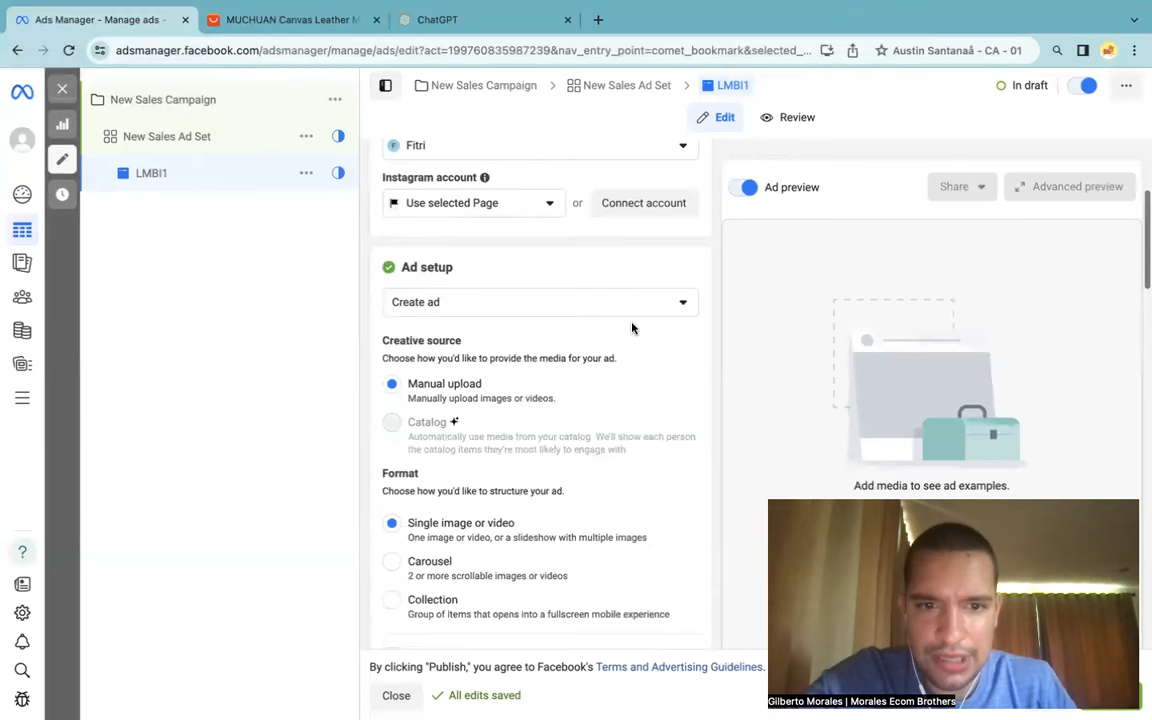 Ads Manager - Manage ads -
MUCHUAN Canvas Leather M
ChatGPT
adsmanager.facebook.com/adsmanager/manage/ads/edit?act=1997608359872398&nav_entry_point=comet_bookmark&selected_...
Austin Santanaå - CA - 01
New Sales Campaign
New Sales Ad Set
LMBI1
New Sales Campaign
New Sales Ad Set
LMBI1
In draft
Edit
Review
Fitri
Instagram account
Use selected Page
or
Connect account
Ad setup
Create ad
Creative source
Choose how you'd like to provide the media for your ad.
Manual upload
Manually upload images or videos.
Catalog
Automatically use media from your catalog. We'll show each person
the catalog items they're most likely to engage with
Format
Choose how you'd like to structure your ad.
Single image or video
One image or video, or a slideshow with multiple images
Carousel
2 or more scrollable images or videos
Collection
Group of items that opens into a fullscreen mobile experience
Ad preview
Share
Advanced preview
Add media to see ad examples.
By clicking "Publish," you agree to Facebook's Terms and Advertising Guidelines.
Close
All edits saved
Gilberto Morales | Morales Ecom Brothers